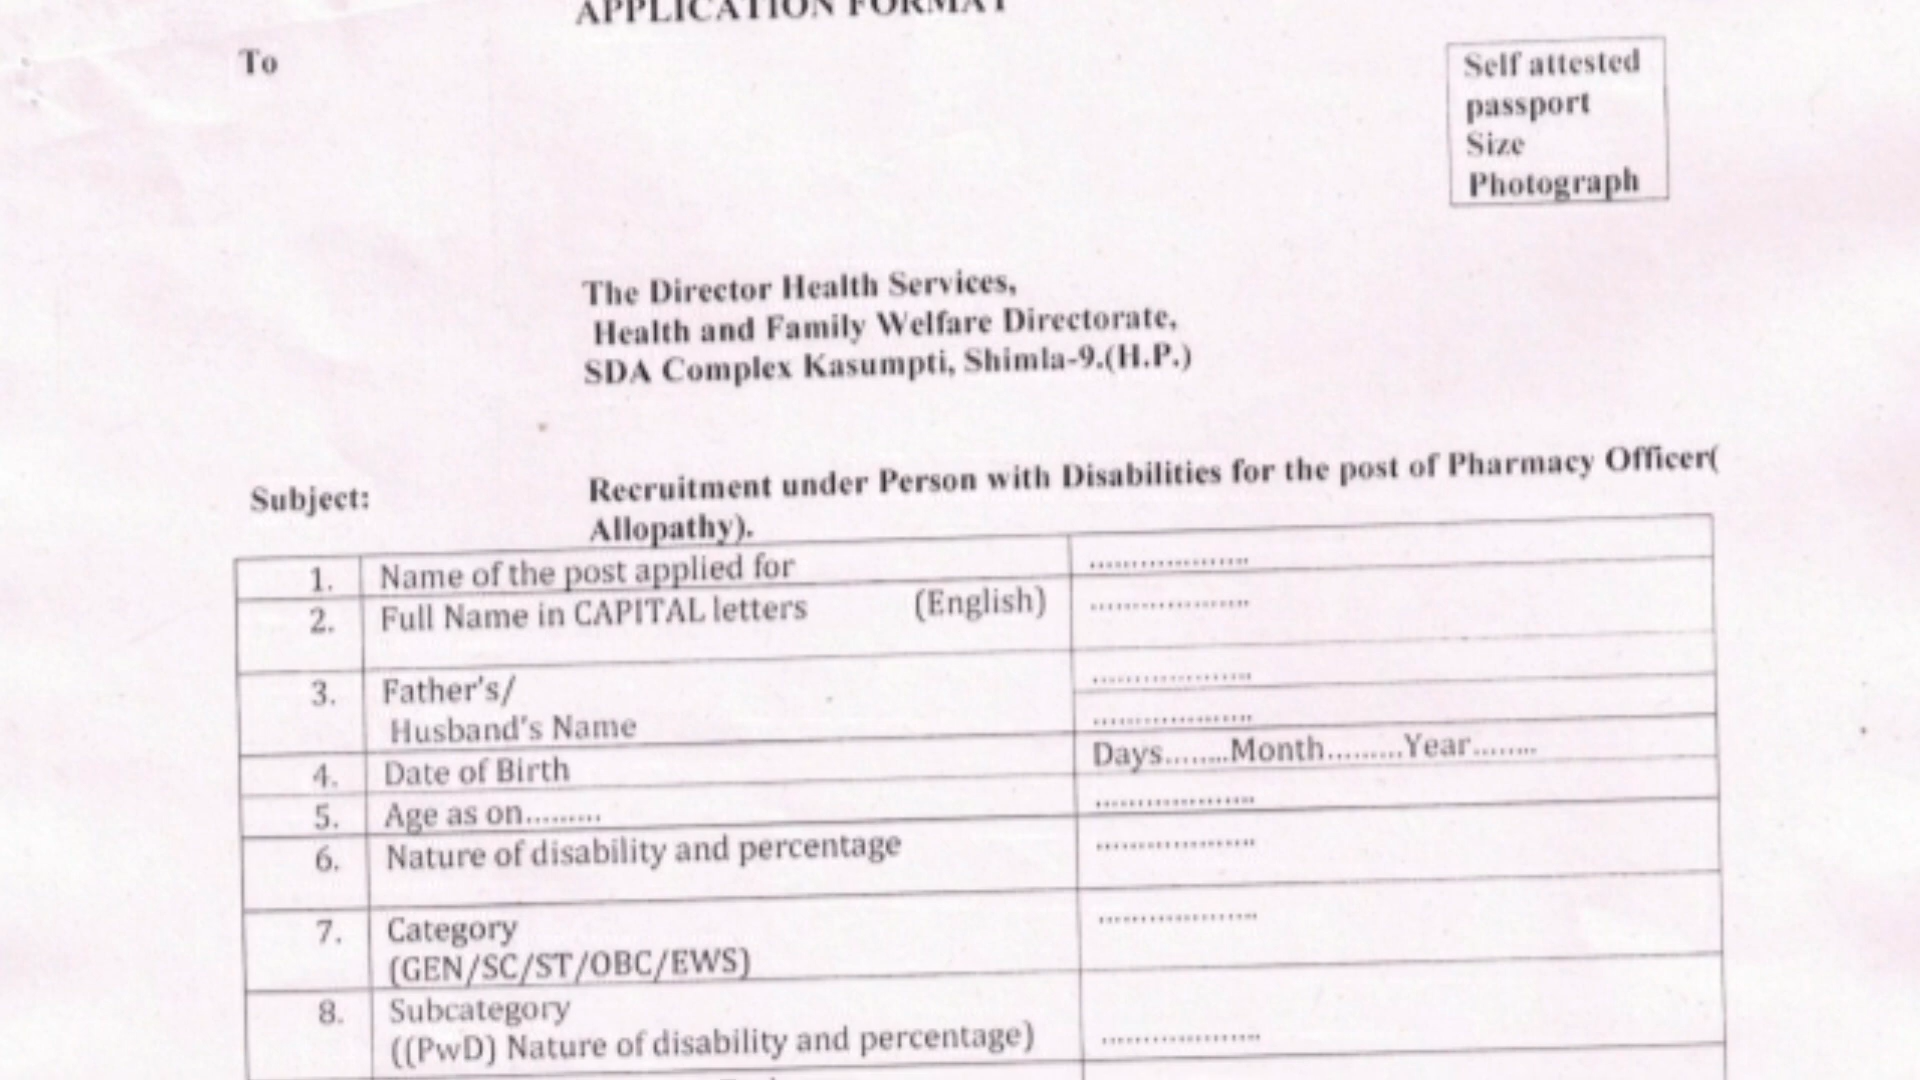 APPLICATION FORMAT
To
Self attested
passport
Size
Photograph
The Director Health Services,
Health and Family Welfare Directorate,
SDA Complex Kasumpti, Shimla-9.(H.P.)
Subject: Recruitment under Person with Disabilities for the post of Pharmacy Officer(
Allopathy).
1. Name of the post applied for ...................
2. Full Name in CAPITAL letters (English) ...................
3. Father's/ ...................
Husband's Name ...................
4. Date of Birth Days........Month.........Year........
5. Age as on......... ...................
6. Nature of disability and percentage ...................
7. Category ...................
(GEN/SC/ST/OBC/EWS)
8. Subcategory
((PwD) Nature of disability and percentage) ...................